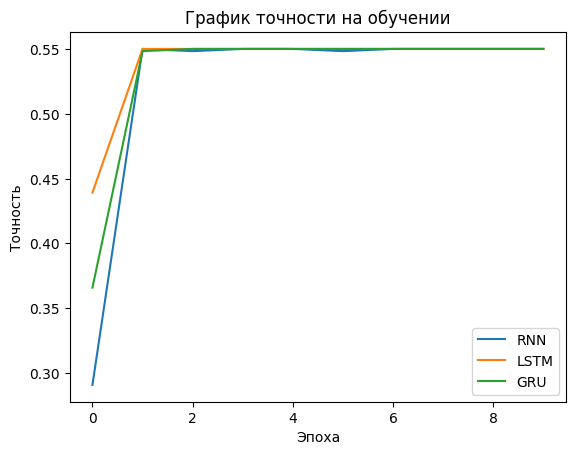 График точности на обучении
0.55
0.50
0.45
0.40
0.35
0.30
Точность
0 2 4 6 8
Эпоха
RNN
LSTM
GRU